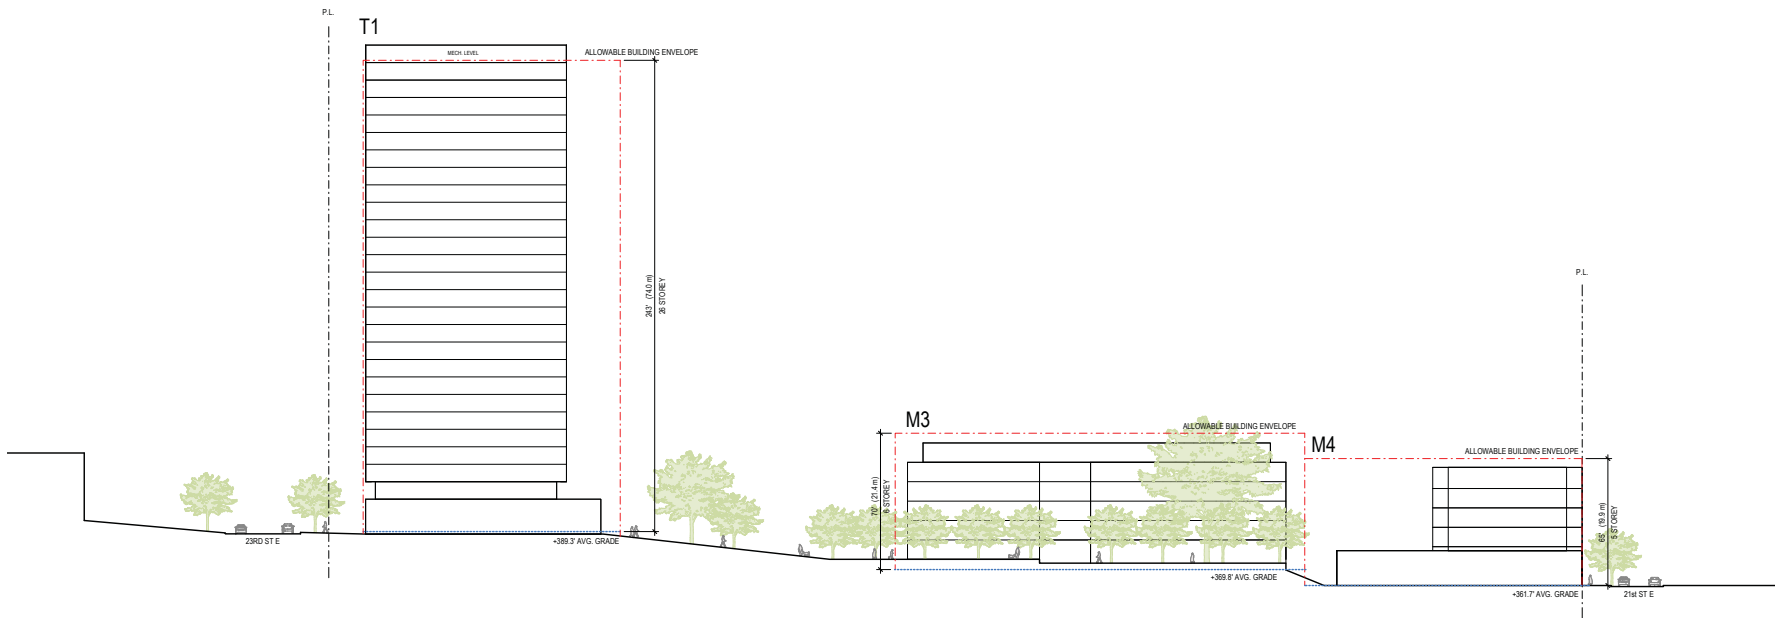 P.L.
T1
MECH. LEVEL
ALLOWABLE BUILDING ENVELOPE
243' (74.0 m)
26 STOREY
23RD ST E
+389.3' AVG. GRADE
M3
ALLOWABLE BUILDING ENVELOPE
70' (21.4 m)
6 STOREY
+369.8' AVG. GRADE
M4
ALLOWABLE BUILDING ENVELOPE
P.L.
65' (19.9 m)
5 STOREY
+361.7' AVG. GRADE
21st ST E